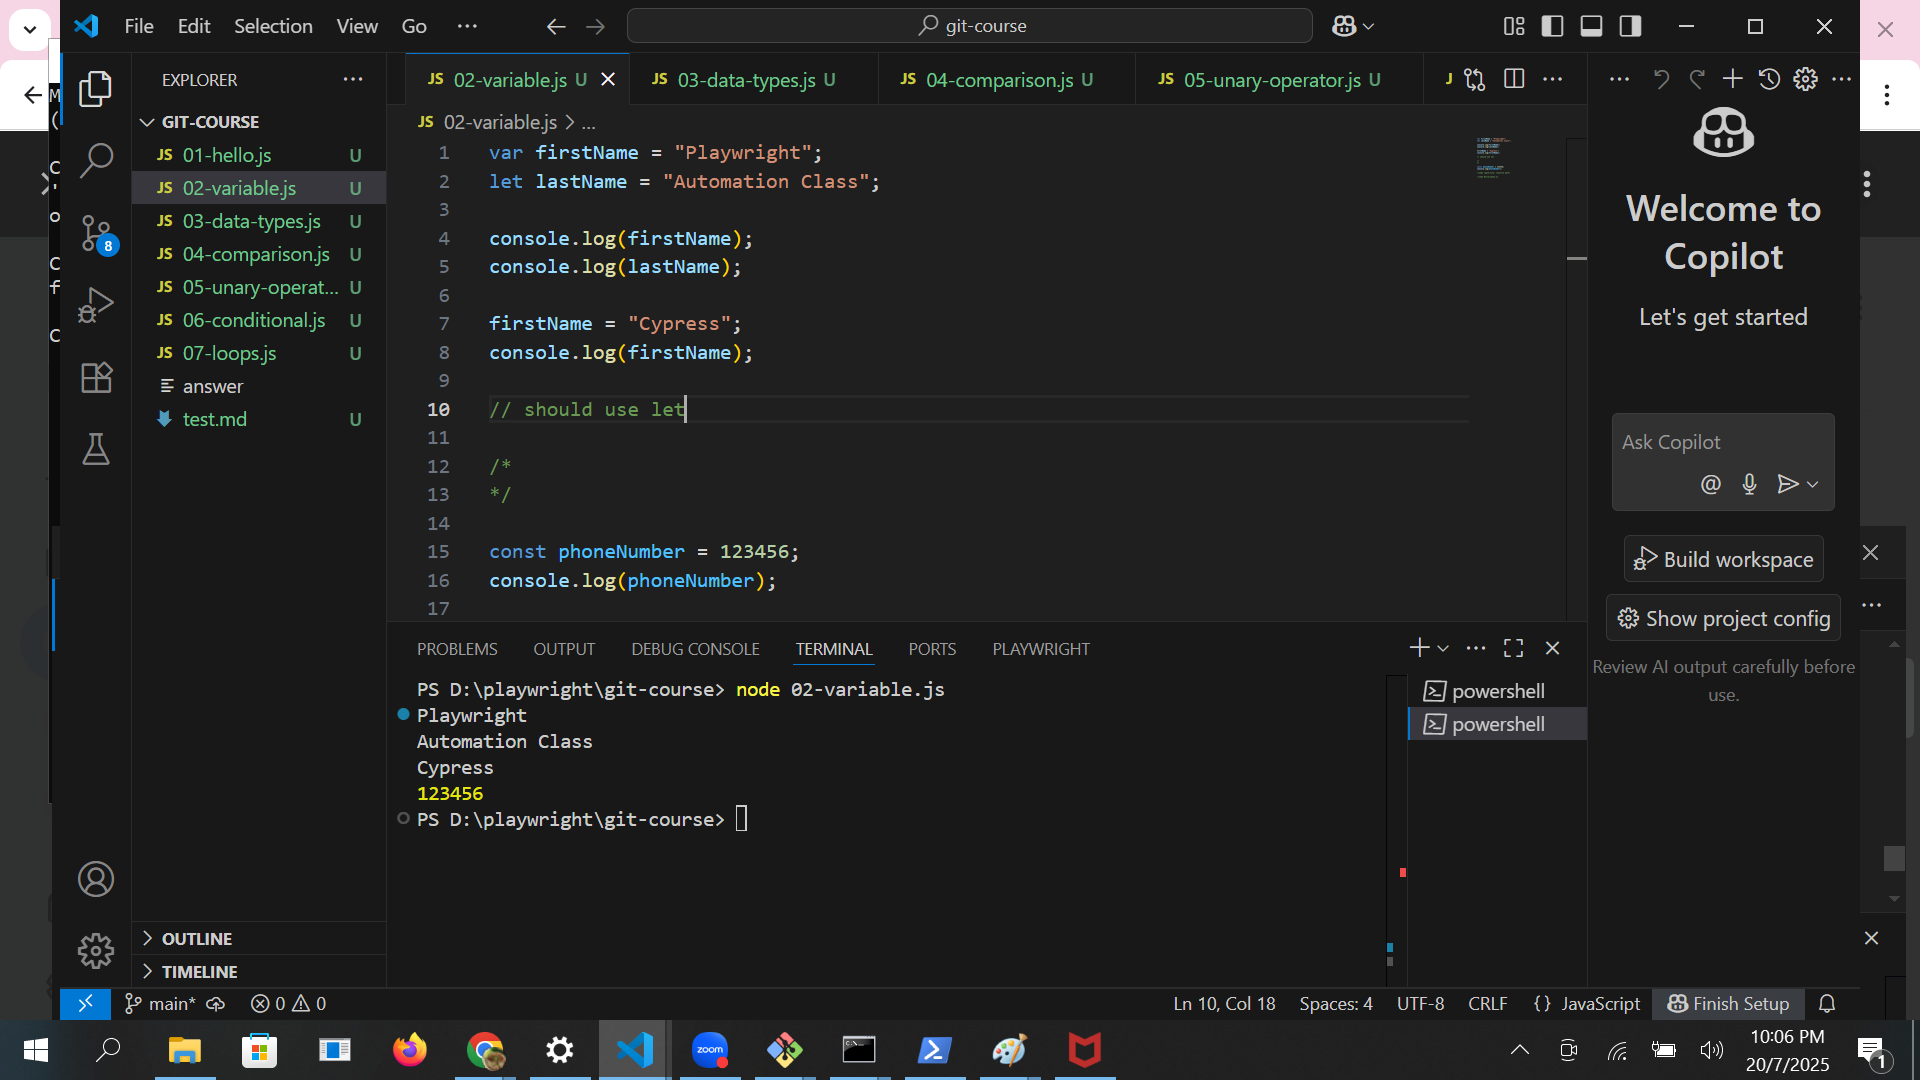 File Edit Selection View Go
git-course
EXPLORER
GIT-COURSE
JS 01-hello.js U
JS 02-variable.js U
JS 03-data-types.js U
JS 04-comparison.js U
JS 05-unary-operat... U
JS 06-conditional.js U
JS 07-loops.js U
answer
test.md U
8
OUTLINE
TIMELINE
JS 02-variable.js U
JS 03-data-types.js U
JS 04-comparison.js U
JS 05-unary-operator.js U
J
JS 02-variable.js > ...
1 var firstName = "Playwright";
2 let lastName = "Automation Class";
3
4 console.log(firstName);
5 console.log(lastName);
6
7 firstName = "Cypress";
8 console.log(firstName);
9
10 // should use let
11
12 /*
13 */
14
15 const phoneNumber = 123456;
16 console.log(phoneNumber);
17
PROBLEMS OUTPUT DEBUG CONSOLE TERMINAL PORTS PLAYWRIGHT
PS D:\playwright\git-course> node 02-variable.js
Playwright
Automation Class
Cypress
123456
PS D:\playwright\git-course>
powershell
powershell
Welcome to
Copilot
Let's get started
Ask Copilot
@
Build workspace
Show project config
Review AI output carefully before
use.
main* 0 0
Ln 10, Col 18 Spaces: 4 UTF-8 CRLF {} JavaScript Finish Setup
zoom
10:06 PM
20/7/2025
1